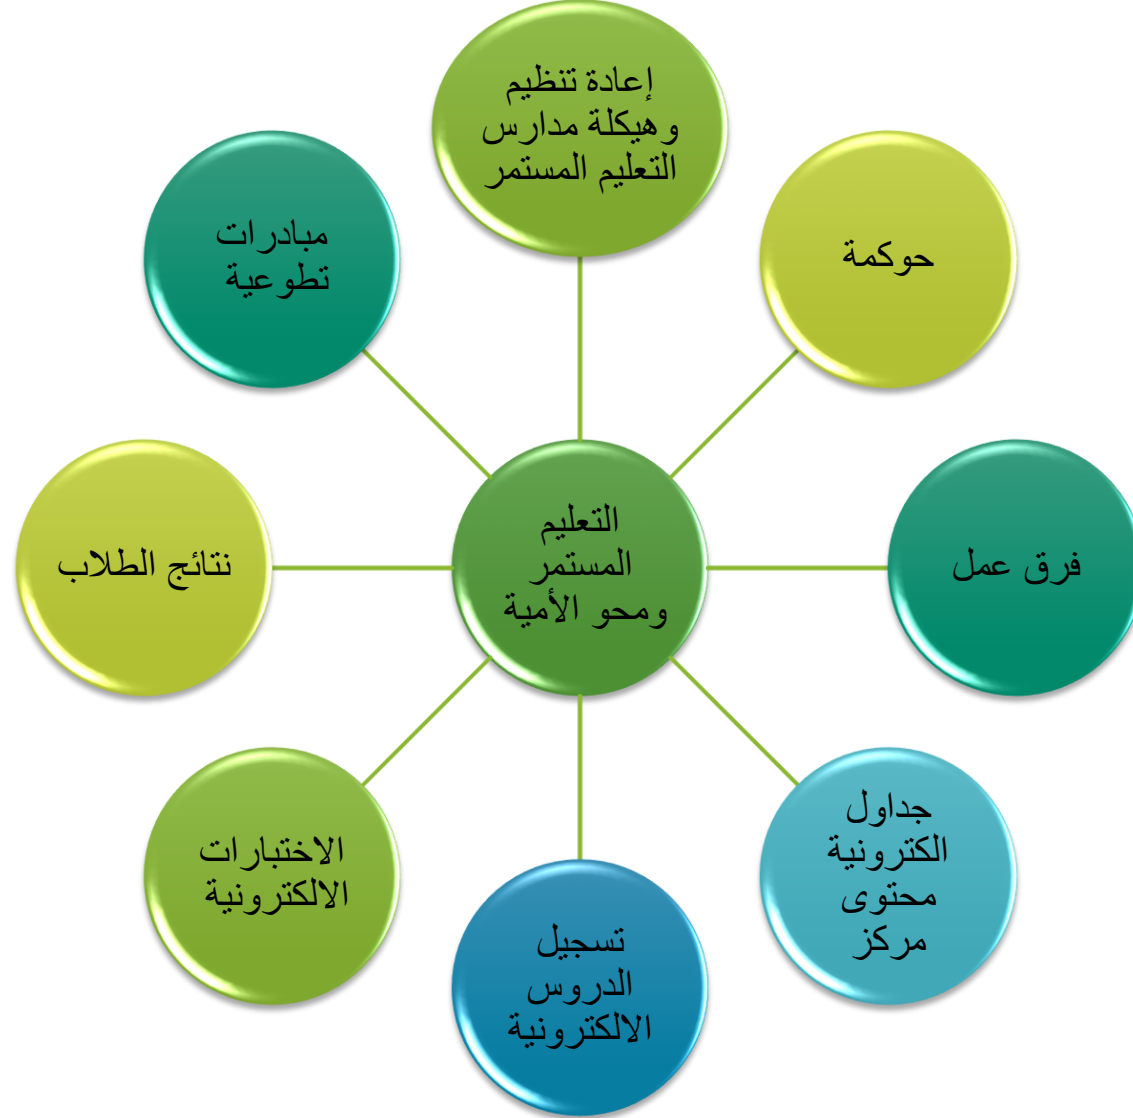 إعادة تنظيم
وهيكلة مدارس
التعليم المستمر
حوكمة
فرق عمل
جداول
الكترونية
محتوى
مركز
تسجيل
الدروس
الالكترونية
الاختبارات
الالكترونية
نتائج الطلاب
مبادرات
تطوعية
التعليم
المستمر
ومحو الأمية